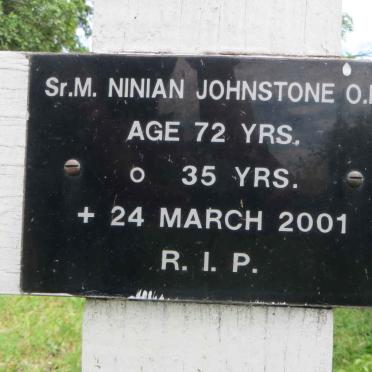 Sr.M. NINIAN JOHNSTONE
AGE 72 YRS.
O 35 YRS.
+ 24 MARCH 2001
R. I. P.